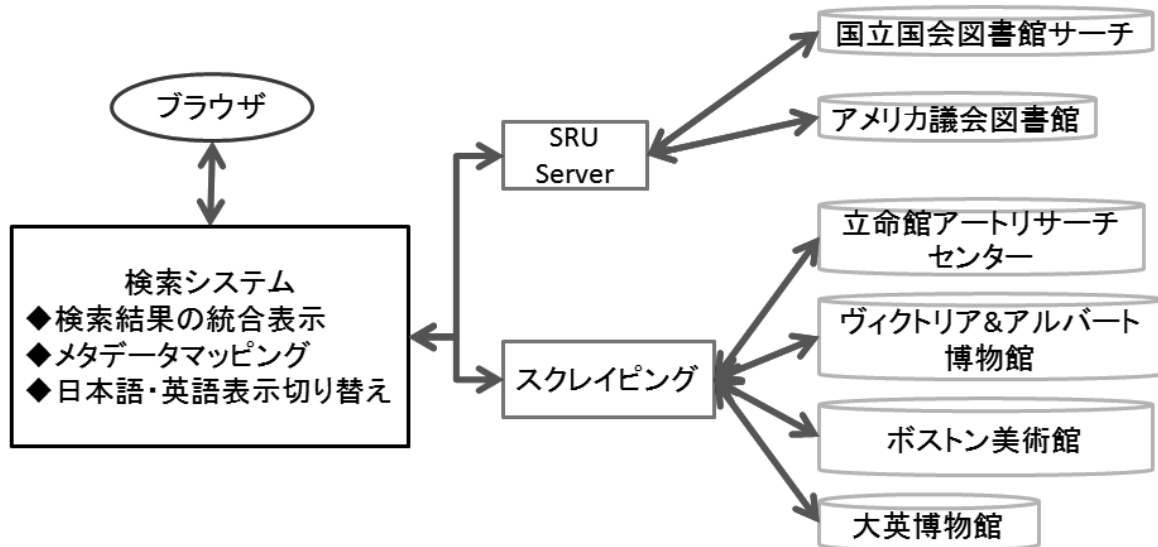 ブラウザ
検索システム
◆検索結果の統合表示
◆メタデータマッピング
◆日本語・英語表示切り替え
SRU
Server
スクレイピング
国立国会図書館サーチ
アメリカ議会図書館
立命館アートリサーチ
センター
ヴィクトリア&アルバート
博物館
ボストン美術館
大英博物館